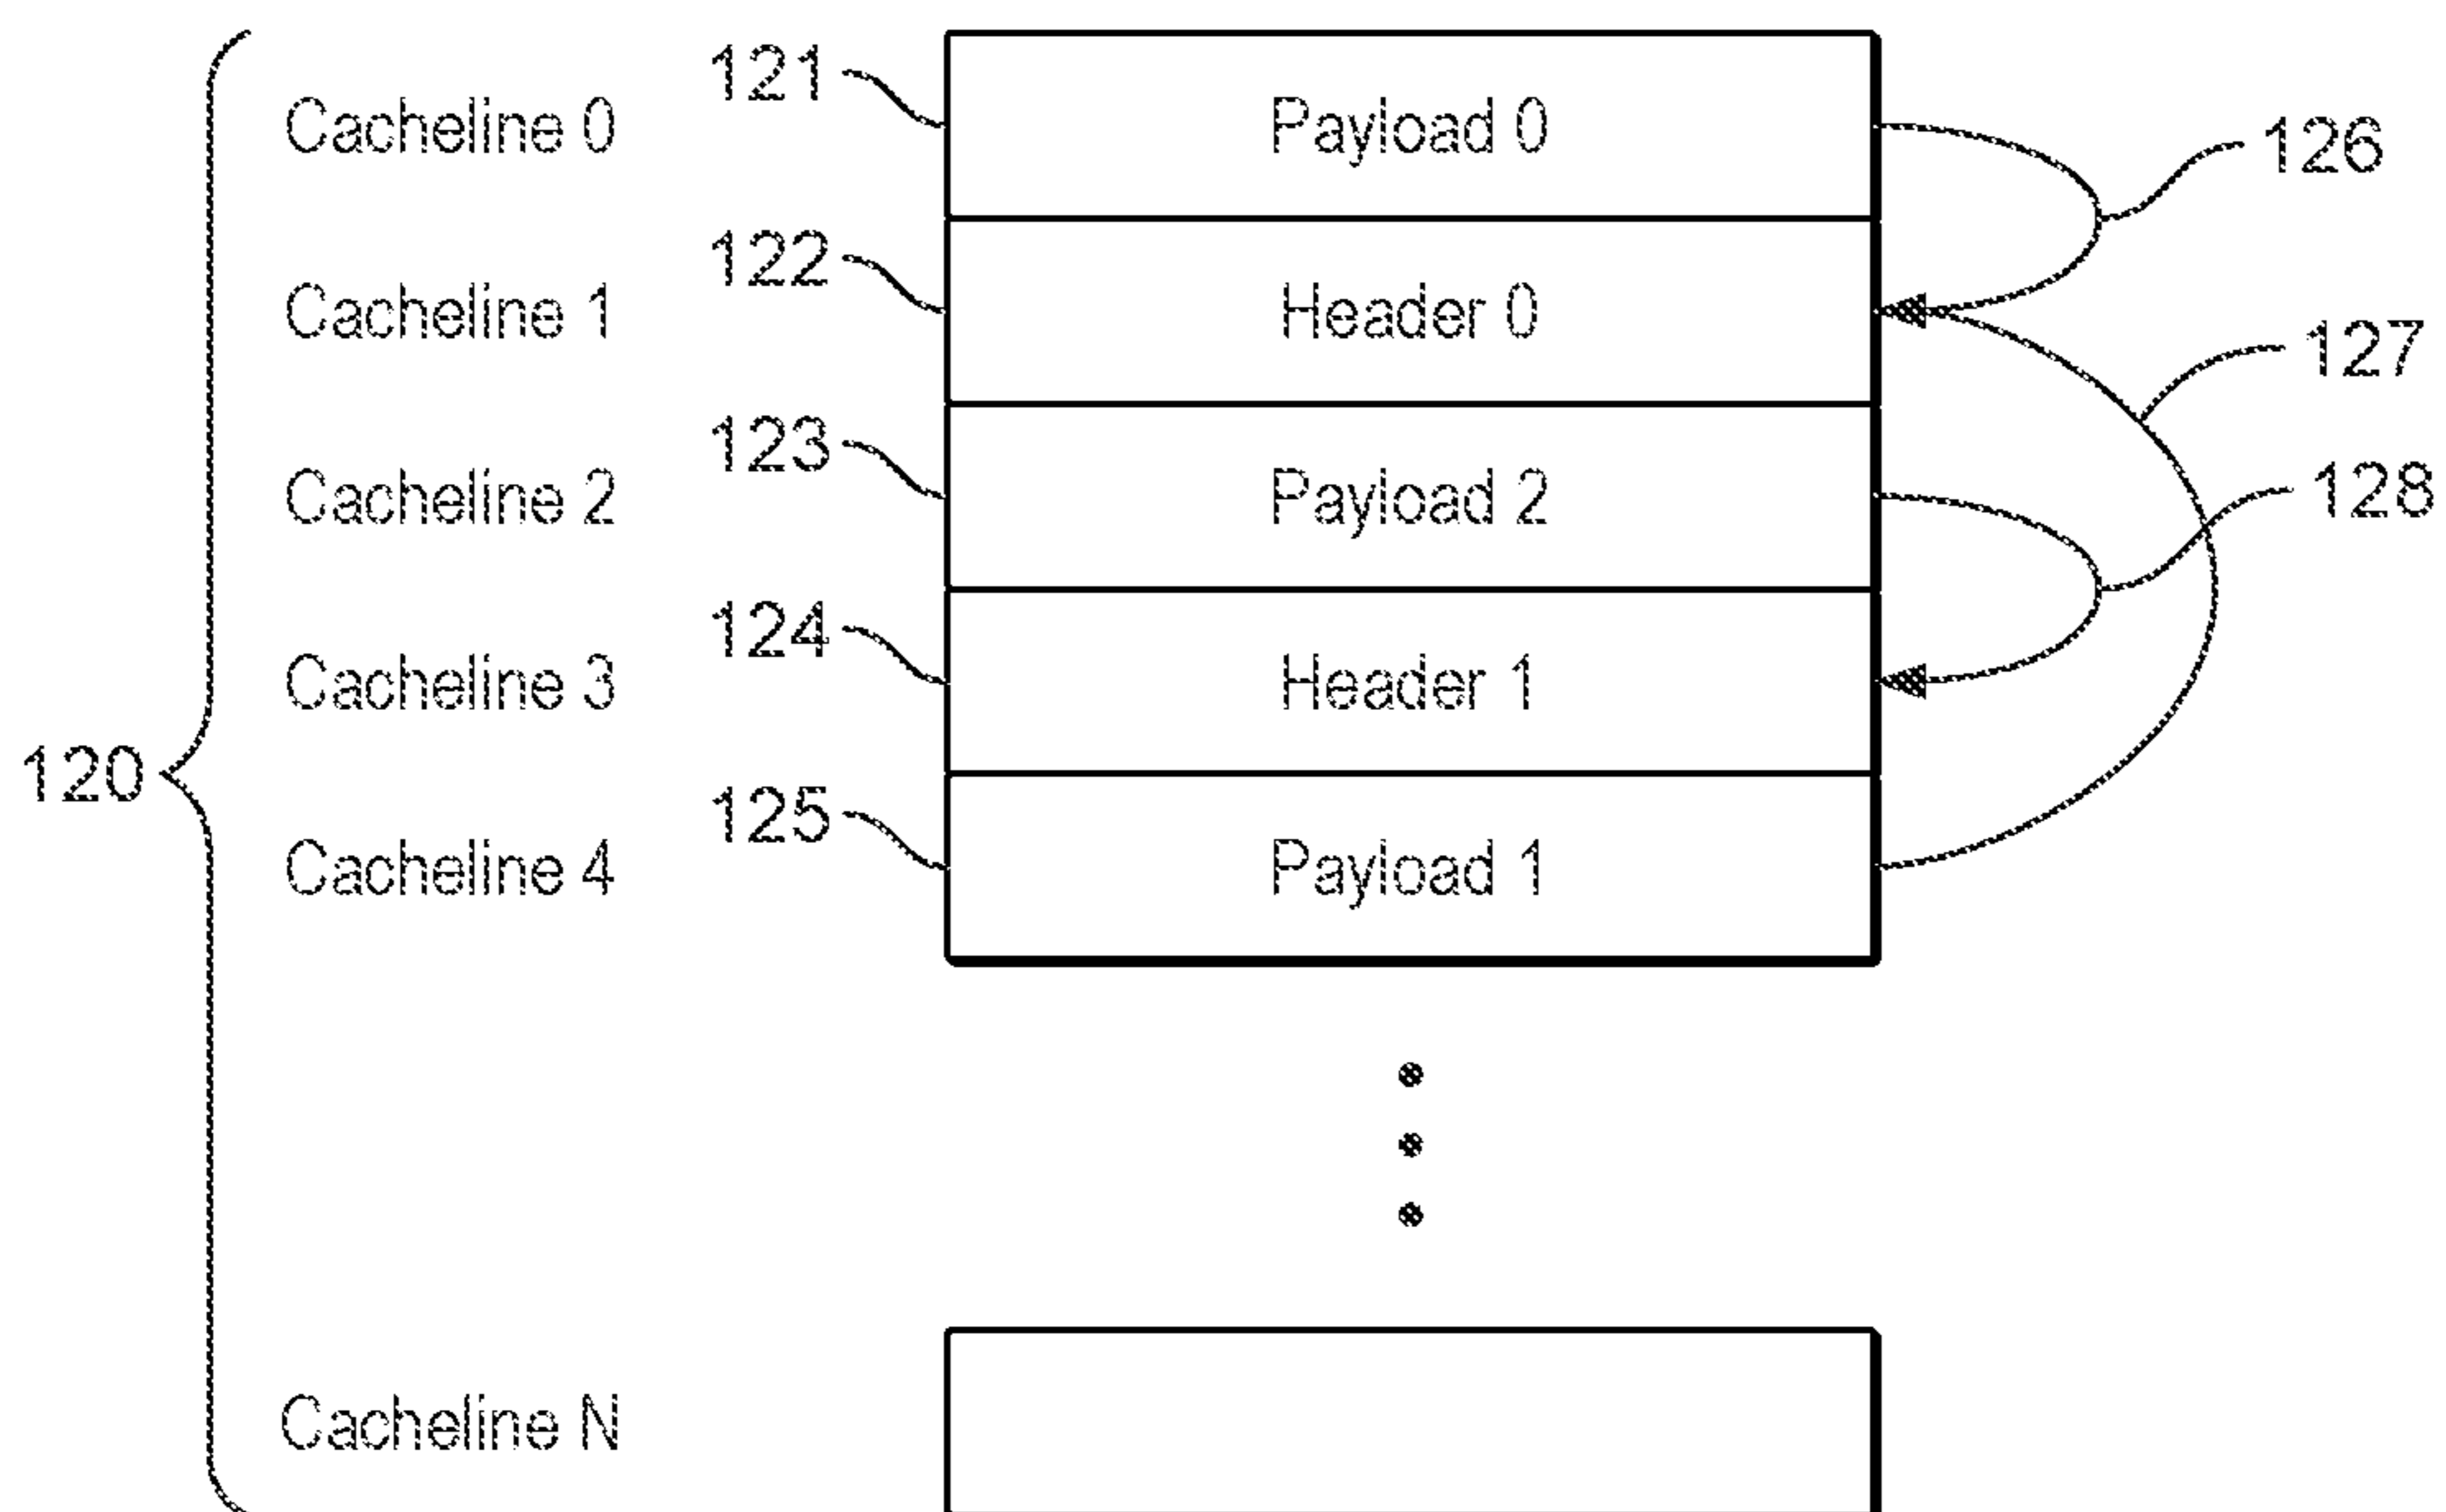 121
Cacheline 0
Payload 0
126
122
Cacheline 1
Header 0
127
123
Cacheline 2
Payload 2
128
124
Cacheline 3
Header 1
120
125
Cacheline 4
Payload 1
Cacheline N